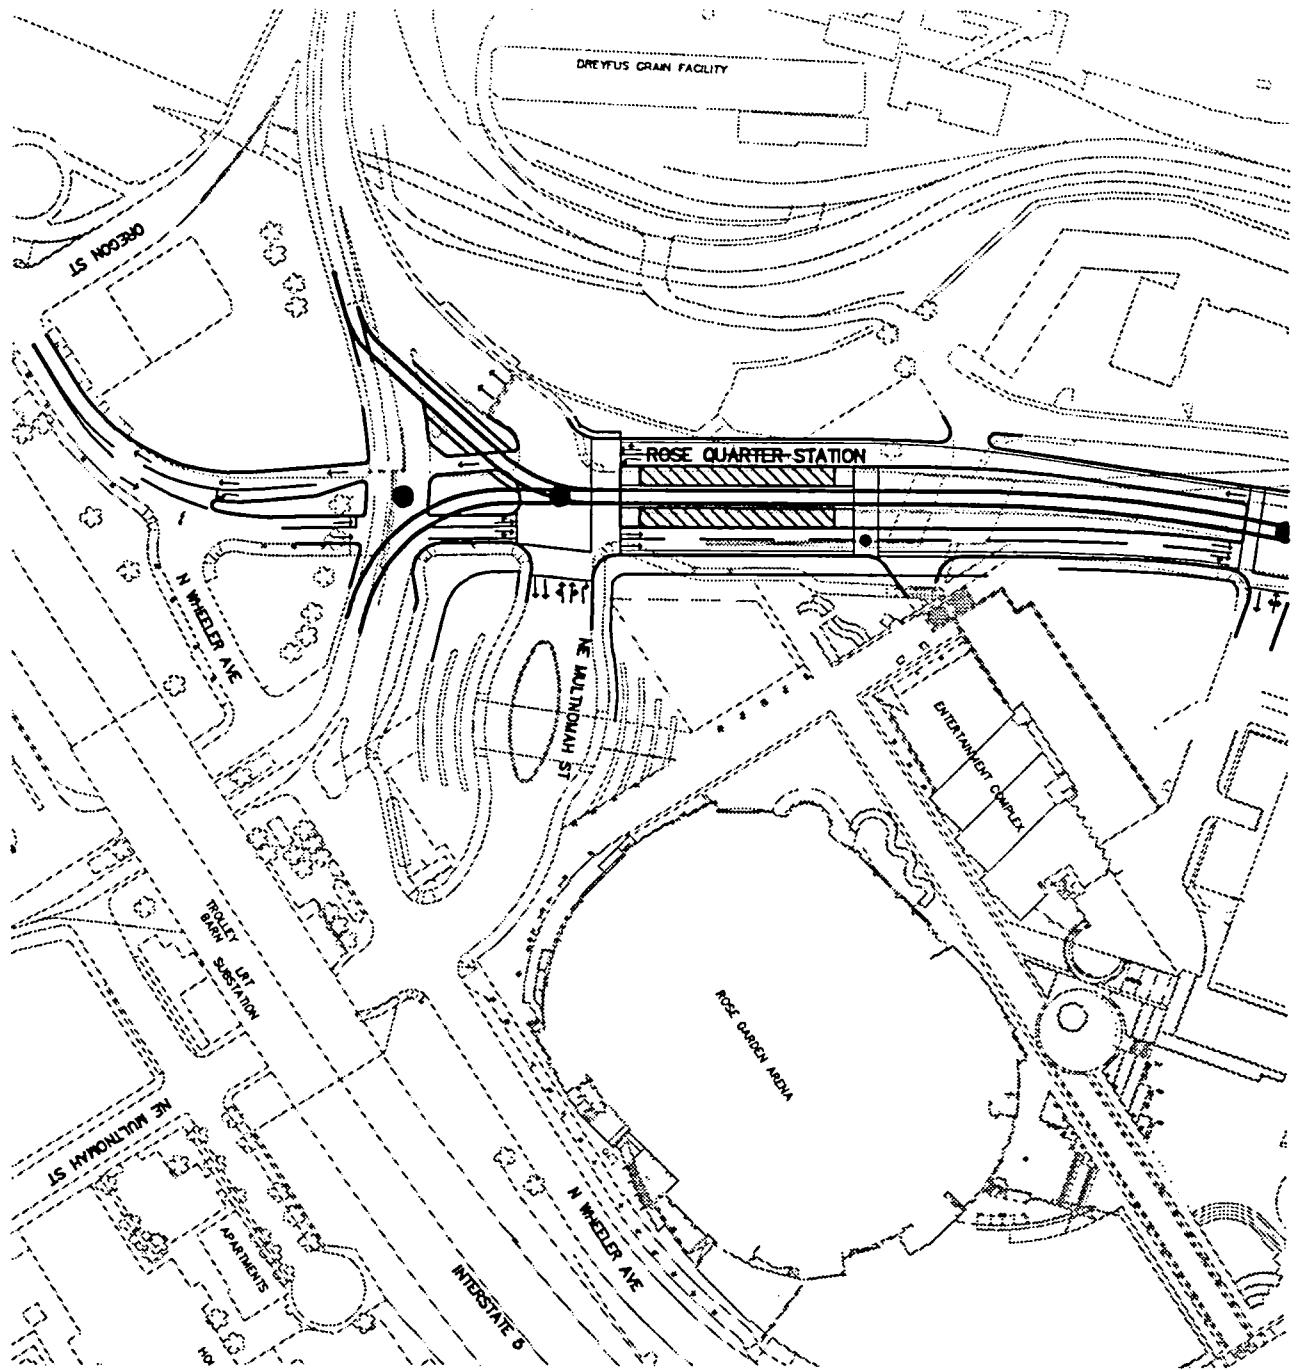 DREYFUS GRAIN FACILITY
OREGON ST
ROSE QUARTER STATION
N WHEELER AVE
NE MULTNOMAH ST
ENTERTAINMENT COMPLEX
TROLLEY
BARN
LRT
SUBSTATION
ROSE GARDEN ARENA
NE MULTNOMAH ST
N WHEELER AVE
APARTMENTS
INTERSTATE 5